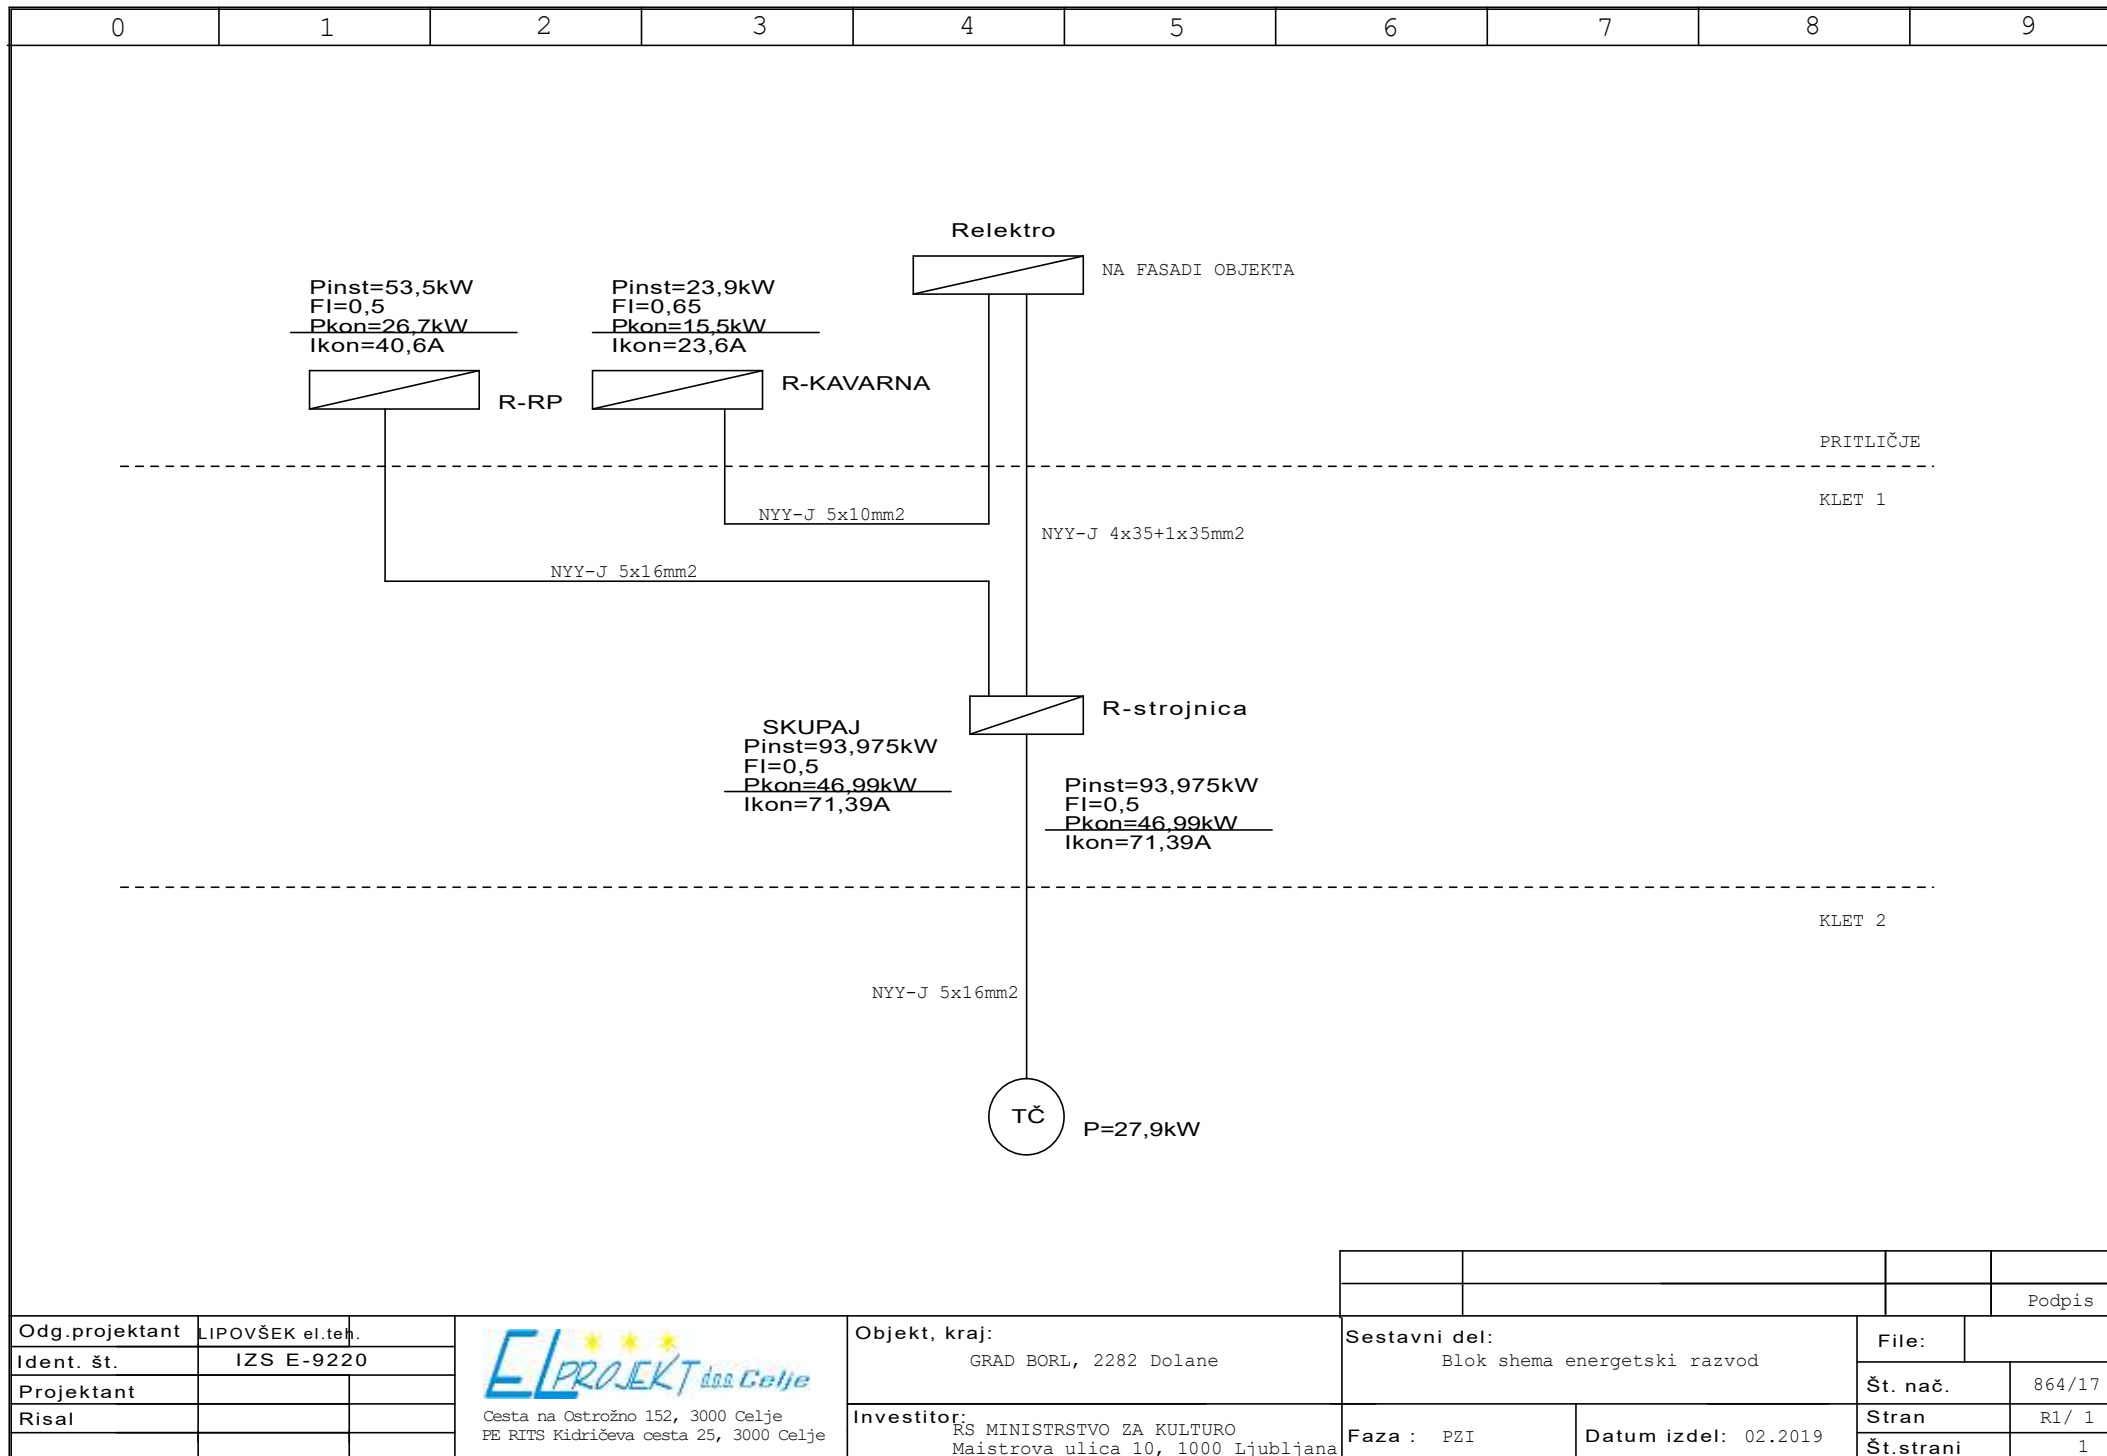 0 1 2 3 4 5 6 7 8 9
Relektro
NA FASADI OBJEKTA
Pinst=53,5kW
FI=0,5
Pkon=26,7kW
Ikon=40,6A
R-RP
Pinst=23,9kW
FI=0,65
Pkon=15,5kW
Ikon=23,6A
R-KAVARNA
PRITLIČJE
KLET 1
NYY-J 5x10mm2
NYY-J 4x35+1x35mm2
NYY-J 5x16mm2
R-strojnica
SKUPAJ
Pinst=93,975kW
FI=0,5
Pkon=46,99kW
Ikon=71,39A
Pinst=93,975kW
FI=0,5
Pkon=46,99kW
Ikon=71,39A
KLET 2
NYY-J 5x16mm2
TČ
P=27,9kW
Podpis
Odg.projektant LIPOVŠEK el.teh.
Ident. št. IZS E-9220
Projektant
Risal
ELPROJEKT d.o.o. Celje
Cesta na Ostrožno 152, 3000 Celje
PE RITS Kidričeva cesta 25, 3000 Celje
Objekt, kraj:
GRAD BORL, 2282 Dolane
Investitor:
RS MINISTRSTVO ZA KULTURO
Maistrova ulica 10, 1000 Ljubljana
Sestavni del:
Blok shema energetski razvod
Faza : PZI
Datum izdel: 02.2019
File:
Št. nač. 864/17
Stran R1/ 1
Št.strani 1